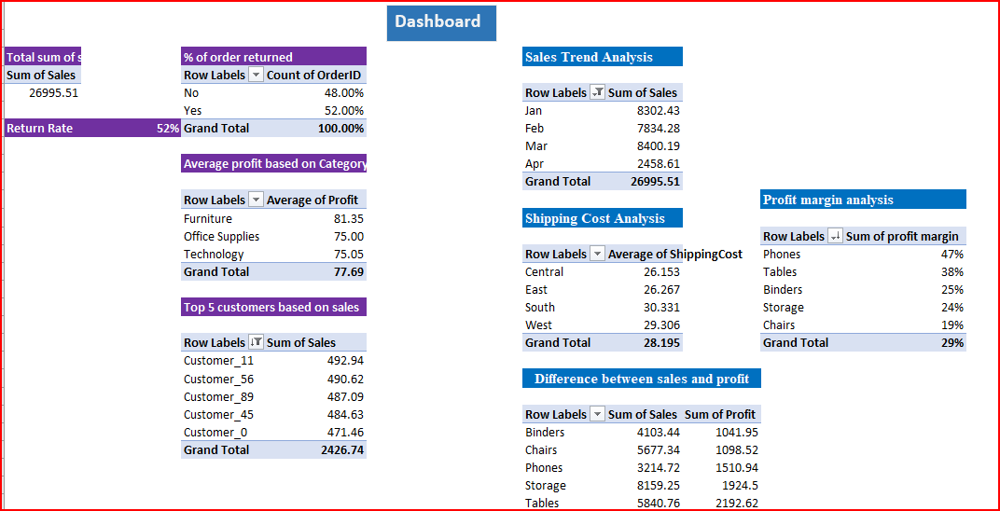 Dashboard
Total sum of s
Sum of Sales
26995.51
Return Rate 52%
% of order returned
Row Labels Count of OrderID
No 48.00%
Yes 52.00%
Grand Total 100.00%
Average profit based on Category
Row Labels Average of Profit
Furniture 81.35
Office Supplies 75.00
Technology 75.05
Grand Total 77.69
Top 5 customers based on sales
Row Labels Sum of Sales
Customer_11 492.94
Customer_56 490.62
Customer_89 487.09
Customer_45 484.63
Customer_0 471.46
Grand Total 2426.74
Sales Trend Analysis
Row Labels Sum of Sales
Jan 8302.43
Feb 7834.28
Mar 8400.19
Apr 2458.61
Grand Total 26995.51
Shipping Cost Analysis
Row Labels Average of ShippingCost
Central 26.153
East 26.267
South 30.331
West 29.306
Grand Total 28.195
Profit margin analysis
Row Labels Sum of profit margin
Phones 47%
Tables 38%
Binders 25%
Storage 24%
Chairs 19%
Grand Total 29%
Difference between sales and profit
Row Labels Sum of Sales Sum of Profit
Binders 4103.44 1041.95
Chairs 5677.34 1098.52
Phones 3214.72 1510.94
Storage 8159.25 1924.5
Tables 5840.76 2192.62